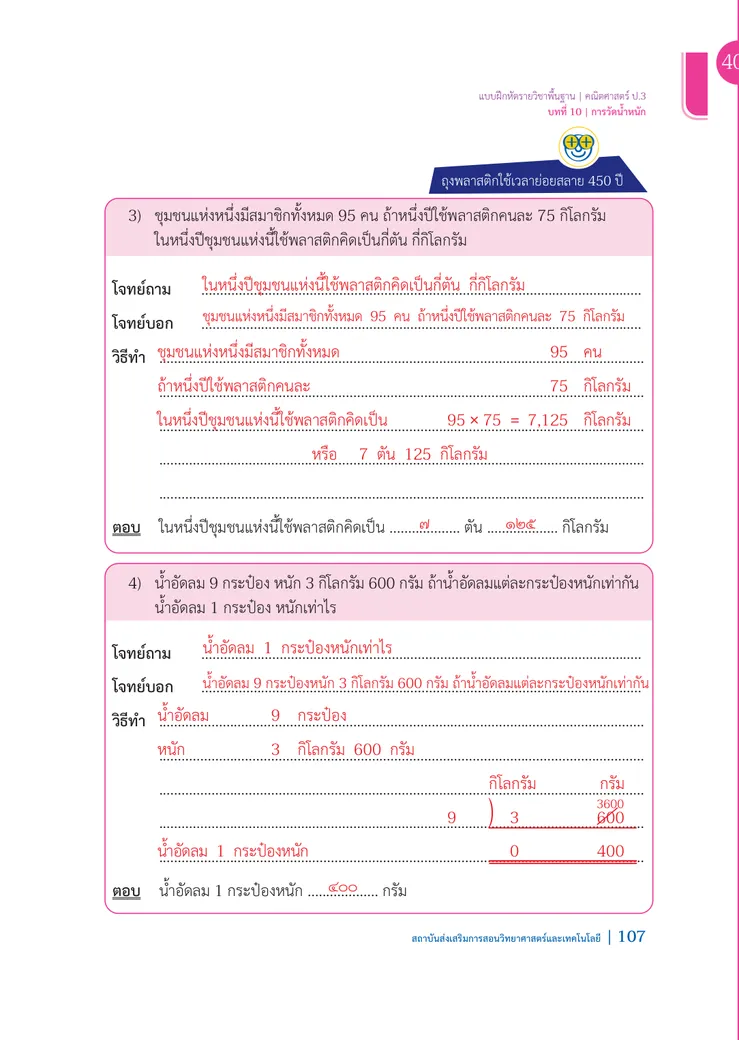 40
แบบฝึกหัดรายวิชาพื้นฐาน | คณิตศาสตร์ ป.3
บทที่ 10 | การวัดน้ำหนัก
ถุงพลาสติกใช้เวลาย่อยสลาย 450 ปี
3) ชุมชนแห่งหนึ่งมีสมาชิกทั้งหมด 95 คน ถ้าหนึ่งปีใช้พลาสติกคนละ 75 กิโลกรัม
ในหนึ่งปีชุมชนแห่งนี้ใช้พลาสติกคิดเป็นกี่ตัน กี่กิโลกรัม
โจทย์ถาม ในหนึ่งปีชุมชนแห่งนี้ใช้พลาสติกคิดเป็นกี่ตัน กี่กิโลกรัม
โจทย์บอก ชุมชนแห่งหนึ่งมีสมาชิกทั้งหมด 95 คน ถ้าหนึ่งปีใช้พลาสติกคนละ 75 กิโลกรัม
วิธีทำ ชุมชนแห่งหนึ่งมีสมาชิกทั้งหมด 95 คน
ถ้าหนึ่งปีใช้พลาสติกคนละ 75 กิโลกรัม
ในหนึ่งปีชุมชนแห่งนี้ใช้พลาสติกคิดเป็น 95 × 75 = 7,125 กิโลกรัม
หรือ 7 ตัน 125 กิโลกรัม
ตอบ ในหนึ่งปีชุมชนแห่งนี้ใช้พลาสติกคิดเป็น ........๗........ ตัน ....๑๒๕.... กิโลกรัม
4) น้ำอัดลม 9 กระป๋อง หนัก 3 กิโลกรัม 600 กรัม ถ้าน้ำอัดลมแต่ละกระป๋องหนักเท่ากัน
น้ำอัดลม 1 กระป๋อง หนักเท่าไร
โจทย์ถาม น้ำอัดลม 1 กระป๋องหนักเท่าไร
โจทย์บอก น้ำอัดลม 9 กระป๋องหนัก 3 กิโลกรัม 600 กรัม ถ้าน้ำอัดลมแต่ละกระป๋องหนักเท่ากัน
วิธีทำ น้ำอัดลม 9 กระป๋อง
หนัก 3 กิโลกรัม 600 กรัม
กิโลกรัม กรัม
3600
9 ) 3 600
น้ำอัดลม 1 กระป๋องหนัก 0 400
ตอบ น้ำอัดลม 1 กระป๋องหนัก ....๔๐๐.... กรัม
สถาบันส่งเสริมการสอนวิทยาศาสตร์และเทคโนโลยี | 107